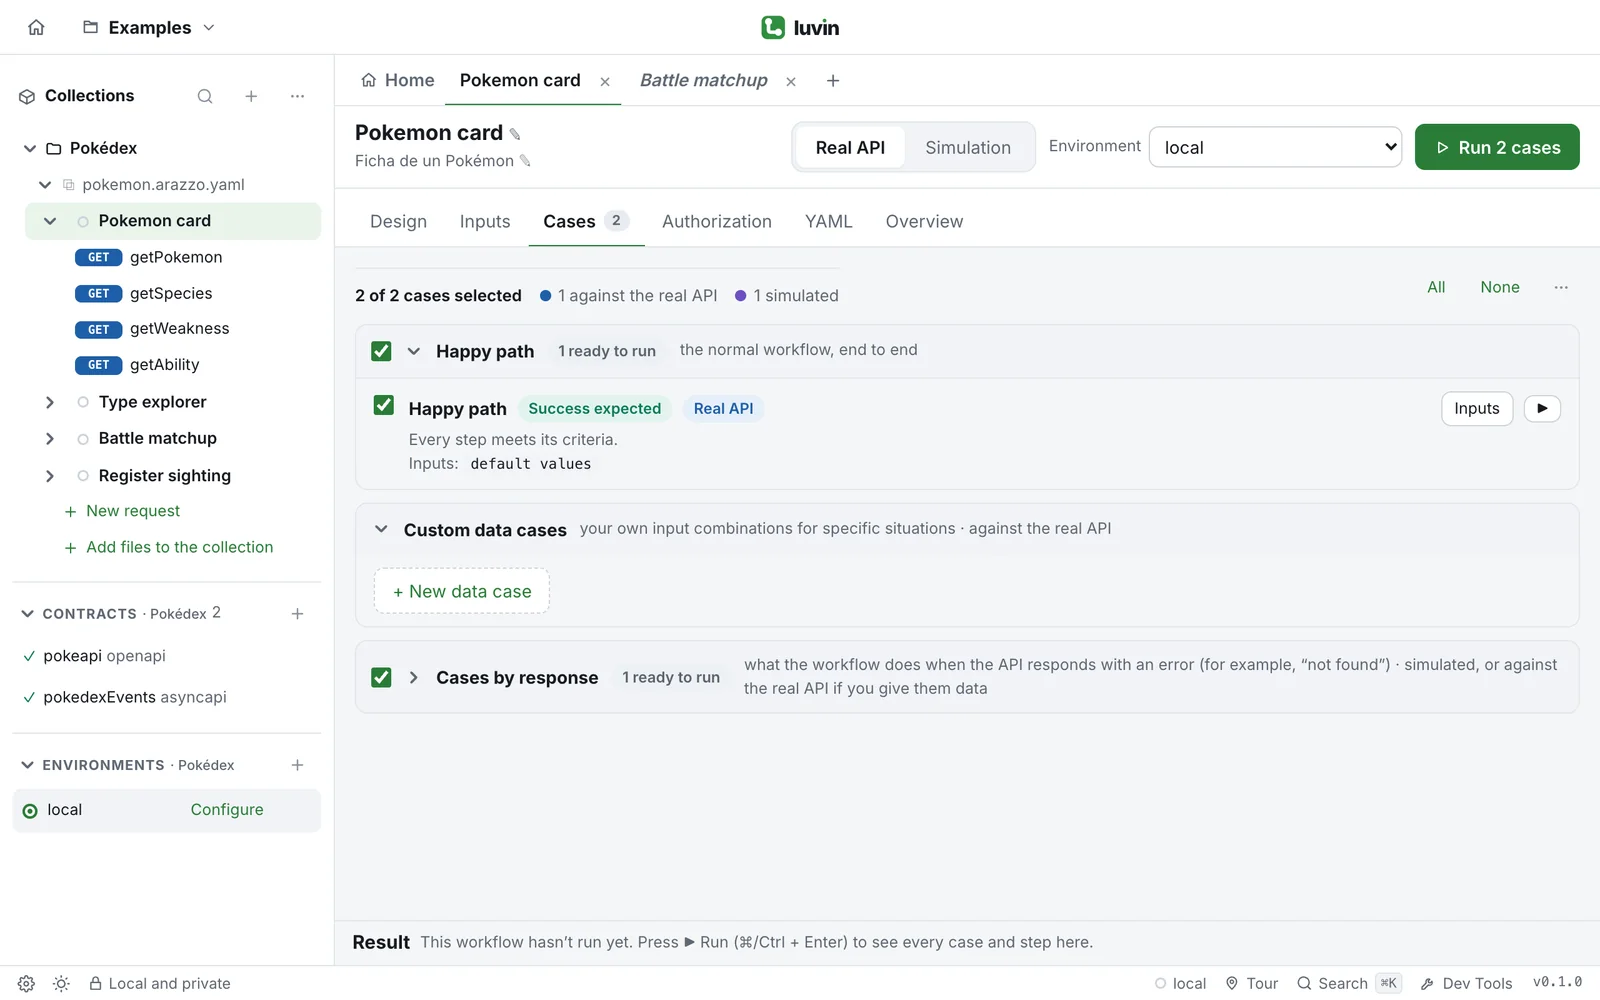 Examples
luvin
Collections
Pokédex
pokemon.arazzo.yaml
Pokemon card
GET getPokemon
GET getSpecies
GET getWeakness
GET getAbility
Type explorer
Battle matchup
Register sighting
+ New request
+ Add files to the collection
CONTRACTS · Pokédex 2
pokeapi openapi
pokedexEvents asyncapi
ENVIRONMENTS · Pokédex
local Configure
Home Pokemon card Battle matchup
Pokemon card
Ficha de un Pokémon
Real API Simulation Environment local Run 2 cases
Design Inputs Cases 2 Authorization YAML Overview
2 of 2 cases selected 1 against the real API 1 simulated All None ···
Happy path 1 ready to run the normal workflow, end to end
Happy path Success expected Real API Inputs
Every step meets its criteria.
Inputs: default values
Custom data cases your own input combinations for specific situations · against the real API
+ New data case
Cases by response 1 ready to run what the workflow does when the API responds with an error (for example, “not found”) · simulated, or against
the real API if you give them data
Result This workflow hasn’t run yet. Press ▶ Run (⌘/Ctrl + Enter) to see every case and step here.
Local and private local Tour Search ⌘K Dev Tools v0.1.0